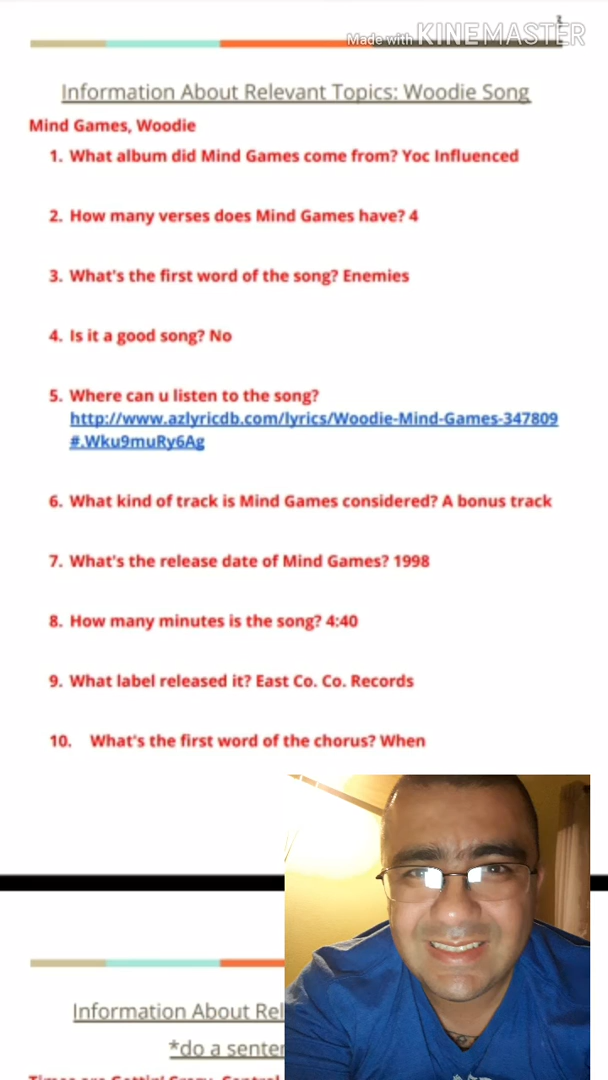 2
Made with KINEMASTER
Information About Relevant Topics: Woodie Song
Mind Games, Woodie
1. What album did Mind Games come from? Yoc Influenced
2. How many verses does Mind Games have? 4
3. What's the first word of the song? Enemies
4. Is it a good song? No
5. Where can u listen to the song?
http://www.azlyricdb.com/lyrics/Woodie-Mind-Games-347809
#.Wku9muRy6Ag
6. What kind of track is Mind Games considered? A bonus track
7. What's the release date of Mind Games? 1998
8. How many minutes is the song? 4:40
9. What label released it? East Co. Co. Records
10. What's the first word of the chorus? When
Information About Rel
*do a senten